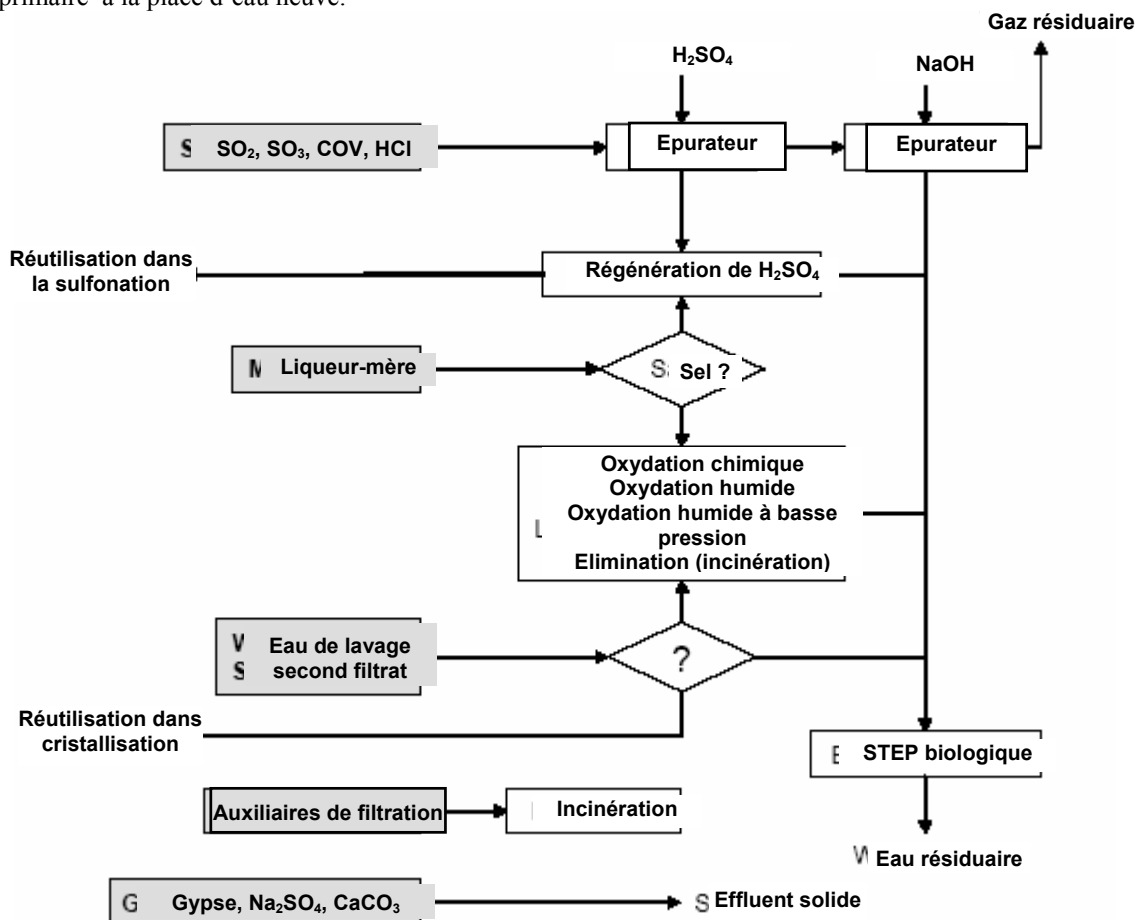 primaire à la place d'eau neuve.
Gaz résiduaire
H₂SO₄
NaOH
S SO₂, SO₃, COV, HCl
Epurateur
Epurateur
Réutilisation dans
la sulfonation
Régénération de H₂SO₄
Liqueur-mère
Sel ?
Oxydation chimique
Oxydation humide
Oxydation humide à basse
pression
Elimination (incinération)
Eau de lavage
second filtrat
?
Réutilisation dans
cristallisation
STEP biologique
Auxiliaires de filtration
Incinération
Eau résiduaire
G Gypse, Na₂SO₄, CaCO₃
S Effluent solide